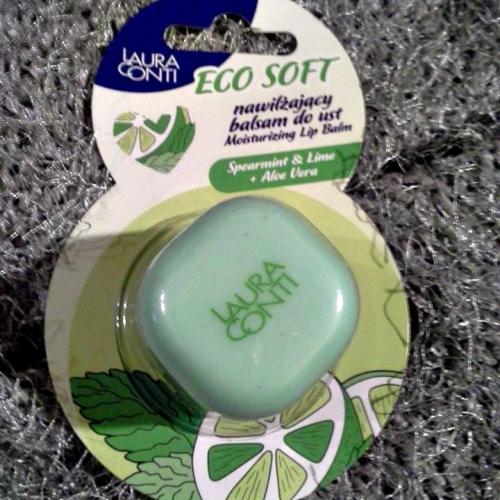 LAURA
CONTI
ECO SOFT
nawilżający
balsam do ust
Moisturizing Lip Balm
Spearmint & Lime
+ Aloe Vera
LAURA
CONTI